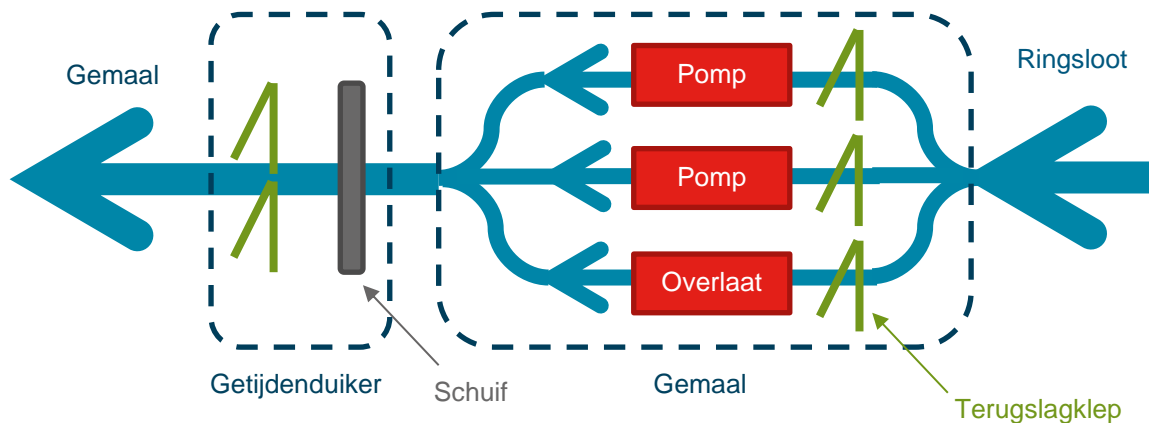 Gemaal
Pomp
Ringsloot
Pomp
Overlaat
Getijdenduiker
Schuif
Gemaal
Terugslagklep